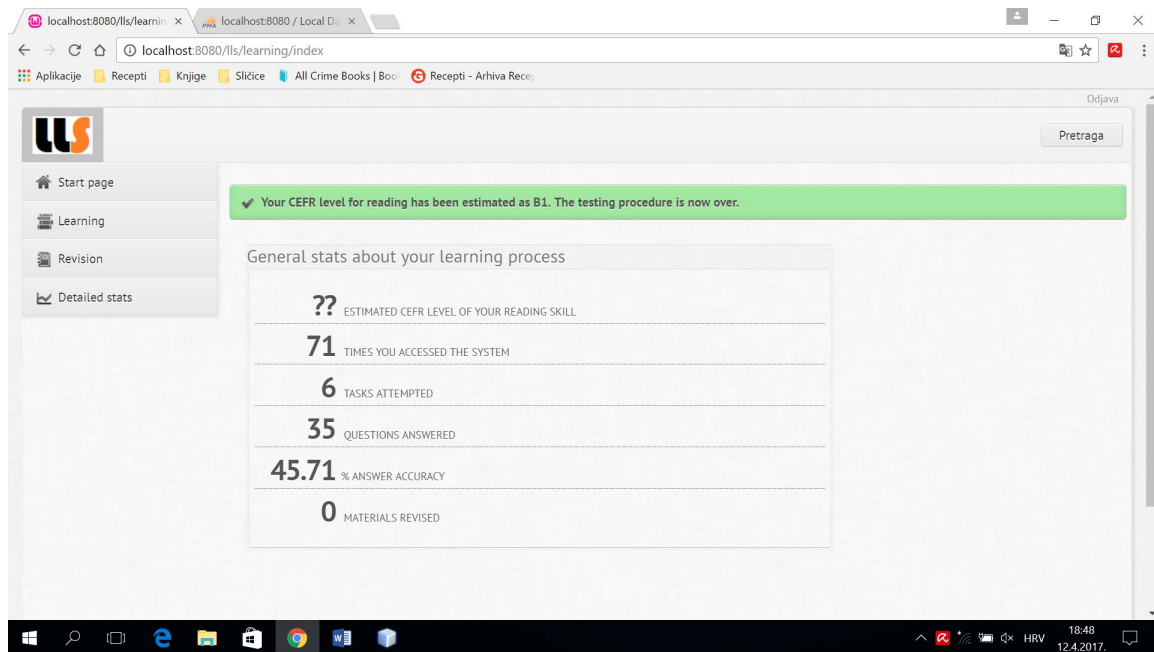 localhost:8080/lls/learnin
localhost:8080 / Local Da
localhost:8080/lls/learning/index
Aplikacije Recepti Knjige Sličice All Crime Books | Boo Recepti - Arhiva Rece
Odjava
LLS
Pretraga
Start page
Learning
Revision
Detailed stats
Your CEFR level for reading has been estimated as B1. The testing procedure is now over.
General stats about your learning process
?? ESTIMATED CEFR LEVEL OF YOUR READING SKILL
71 TIMES YOU ACCESSED THE SYSTEM
6 TASKS ATTEMPTED
35 QUESTIONS ANSWERED
45.71 % ANSWER ACCURACY
0 MATERIALS REVISED
HRV
18:48
12.4.2017.